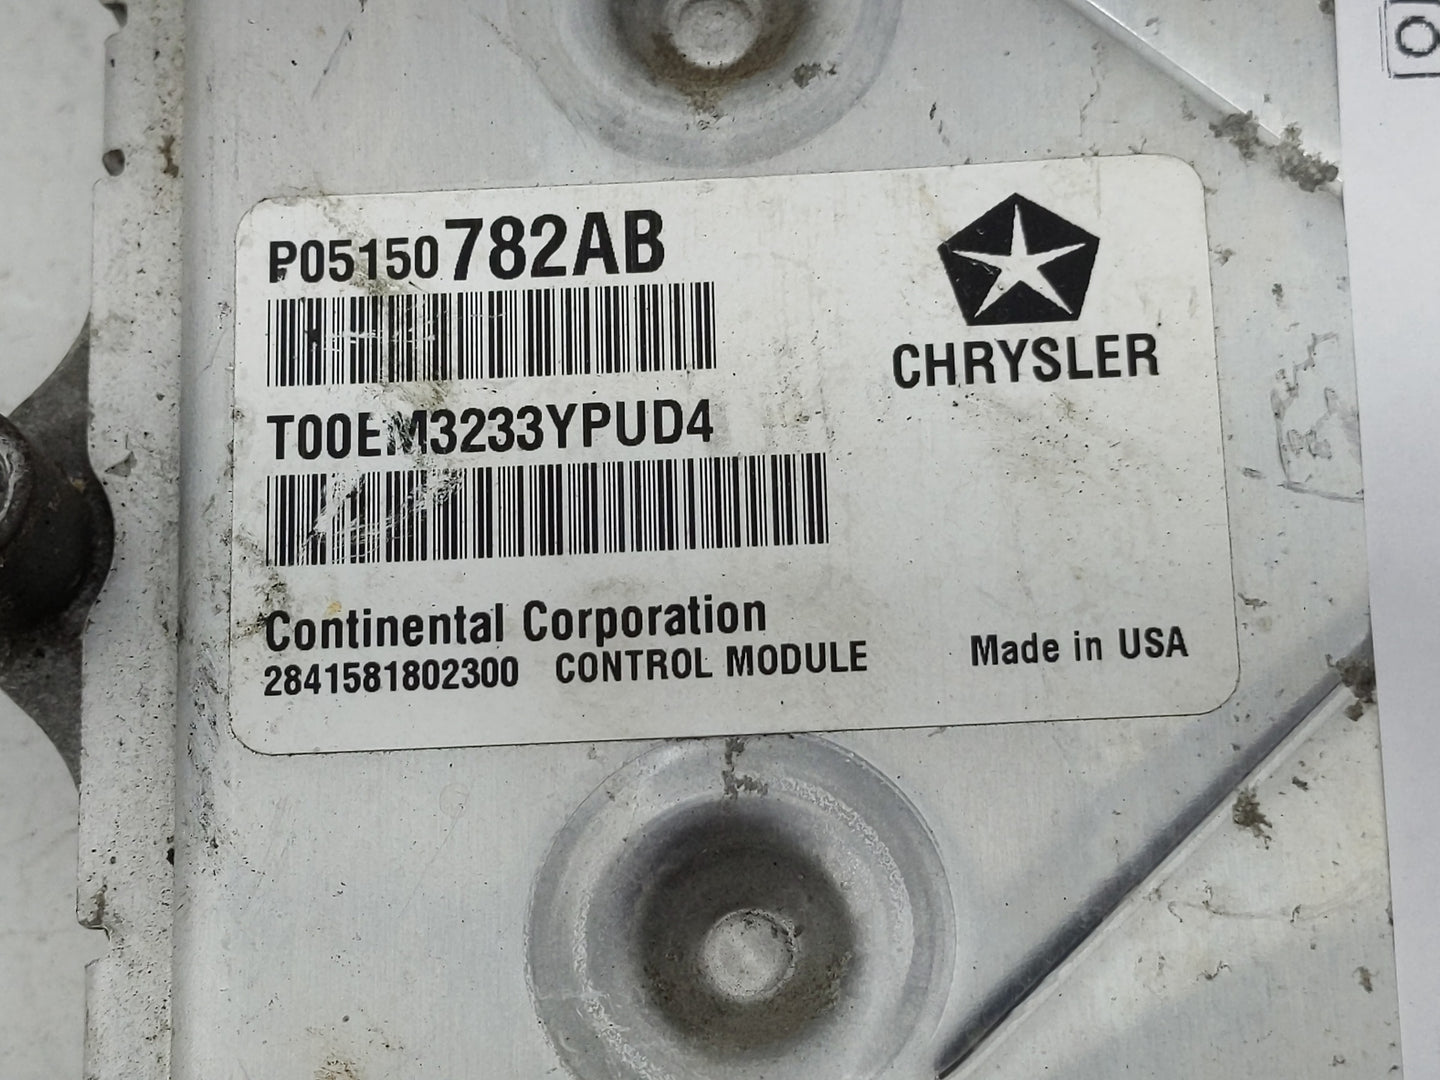 P05150782AB
CHRYSLER
T00EM3233YPUD4
Continental Corporation
2841581802300 CONTROL MODULE
Made in USA